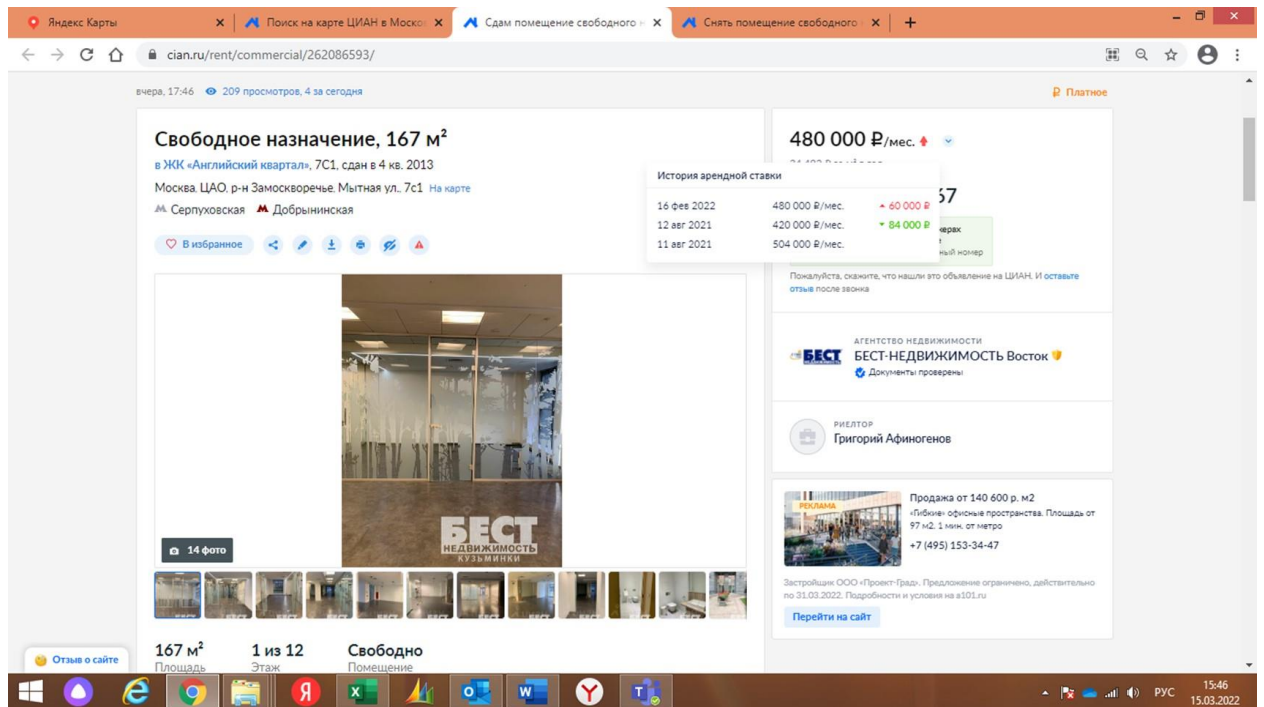 Яндекс Карты
Поиск на карте ЦИАН в Моско
Сдам помещение свободного н
Снять помещение свободного
cian.ru/rent/commercial/262086593/
вчера, 17:46 209 просмотров, 4 за сегодня
Платное
Свободное назначение, 167 м²
в ЖК «Английский квартал», 7С1, сдан в 4 кв. 2013
Москва, ЦАО, р-н Замоскворечье, Мытная ул., 7с1 На карте
Серпуховская Добрынинская
В избранное
480 000 ₽/мес.
История арендной ставки
16 фев 2022 480 000 ₽/мес. 60 000 ₽
12 авг 2021 420 000 ₽/мес. 84 000 ₽
11 авг 2021 504 000 ₽/мес.
67
ный номер
Пожалуйста, скажите, что нашли это объявление на ЦИАН. И оставьте
отзыв после звонка
АГЕНТСТВО НЕДВИЖИМОСТИ
БЕСТ БЕСТ-НЕДВИЖИМОСТЬ Восток
Документы проверены
РИЕЛТОР
Григорий Афиногенов
БЕСТ
НЕДВИЖИМОСТЬ
КУЗЬМИНКИ
14 фото
РЕКЛАМА
Продажа от 140 600 р. м2
«Гибкие» офисные пространства. Площадь от
97 м2. 1 мин. от метро
+7 (495) 153-34-47
Застройщик ООО «Проект-Град». Предложение ограничено, действительно
по 31.03.2022. Подробности и условия на a101.ru
Перейти на сайт
167 м² 1 из 12 Свободно
Площадь Этаж Помещение
Отзыв о сайте
РУС
15:46
15.03.2022